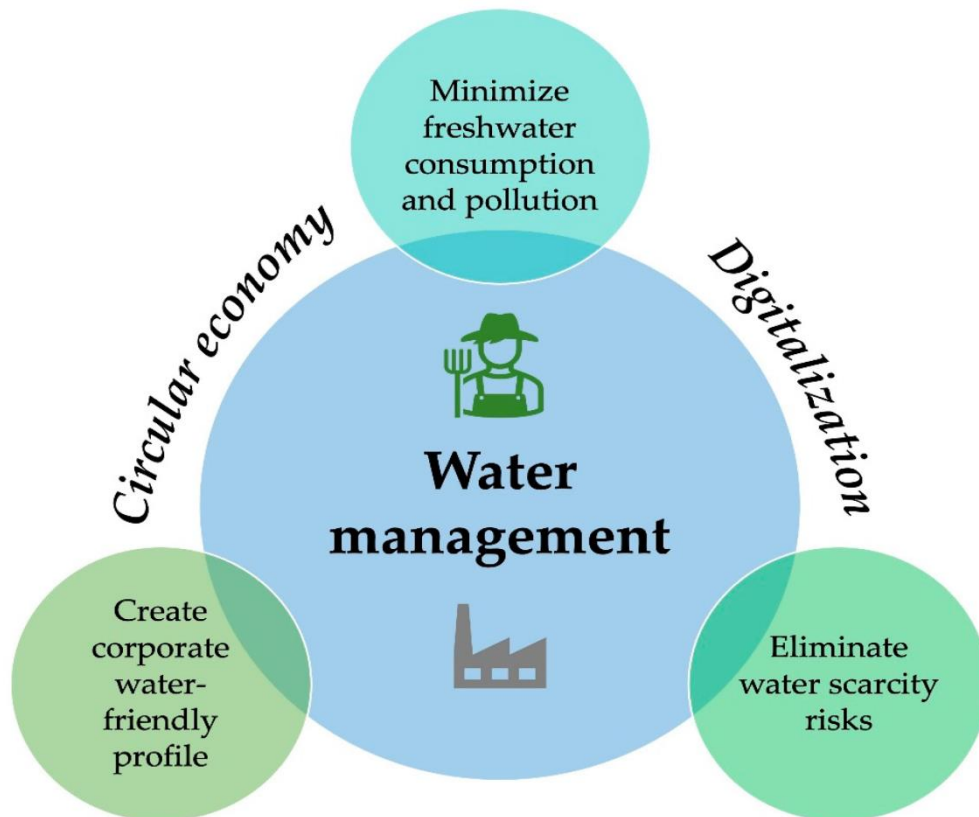 Minimize
freshwater
consumption
and pollution
Circular economy
Digitalization
Water
management
Create
corporate
water-
friendly
profile
Eliminate
water scarcity
risks